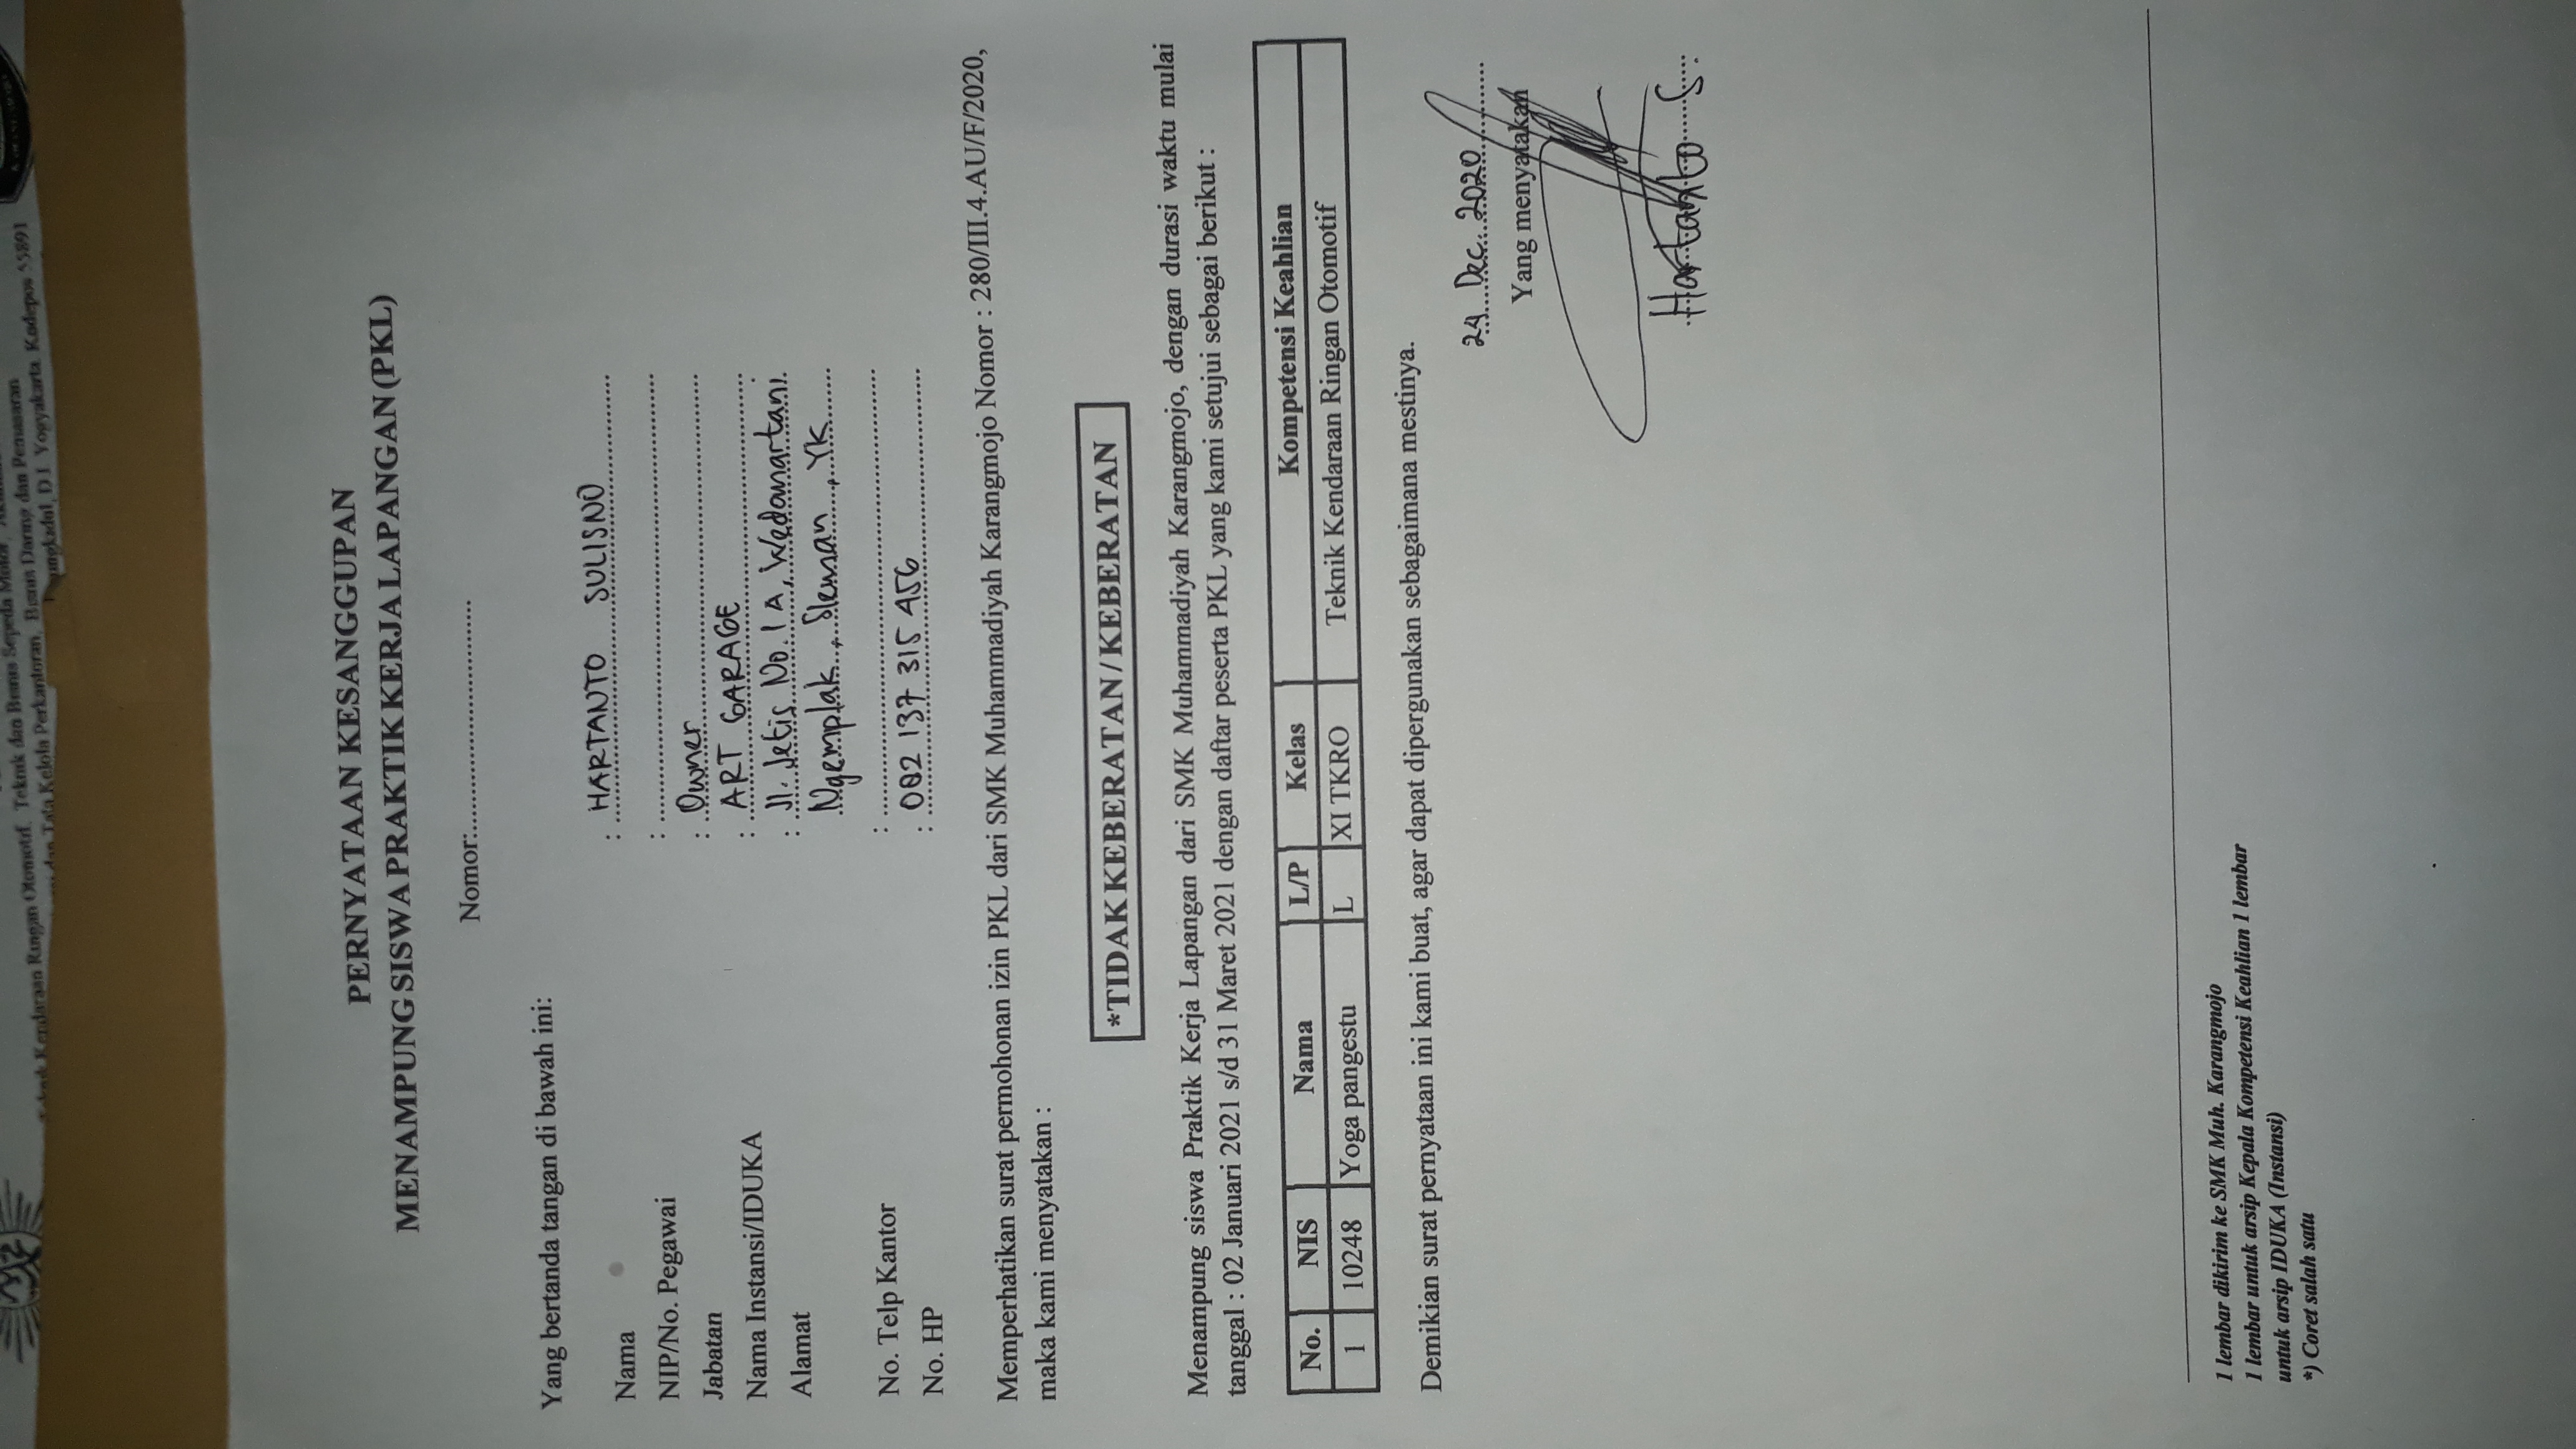 Teknik Kendaraan Ringan Otomotif, Teknik dan Bisnis Sepeda Motor,
dan Tata Kelola Perkantoran, Bisnis Daring dan Pemasaran
D.I. Yogyakarta. Kodepos 55891
PERNYATAAN KESANGGUPAN
MENAMPUNG SISWA PRAKTIK KERJA LAPANGAN (PKL)
Nomor:.................................
Yang bertanda tangan di bawah ini:
Nama : HARTANTO SULISNO
NIP/No. Pegawai :
Jabatan : Owner
Nama Instansi/IDUKA : ART GARAGE
Alamat : Jl. Jetis No. 1 A, Wedomartani
Ngemplak, Sleman, YK
No. Telp Kantor :
No. HP : 082 137 315 456
Memperhatikan surat permohonan izin PKL dari SMK Muhammadiyah Karangmojo Nomor : 280/III.4.AU/F/2020,
maka kami menyatakan :
*TIDAK KEBERATAN / KEBERATAN
Menampung siswa Praktik Kerja Lapangan dari SMK Muhammadiyah Karangmojo, dengan durasi waktu mulai
tanggal : 02 Januari 2021 s/d 31 Maret 2021 dengan daftar peserta PKL yang kami setujui sebagai berikut :
No. NIS Nama L/P Kelas Kompetensi Keahlian
1 10248 Yoga pangestu L XI TKRO Teknik Kendaraan Ringan Otomotif
Demikian surat pernyataan ini kami buat, agar dapat dipergunakan sebagaimana mestinya.
24 Dec. 2020
Yang menyatakan
Hartanto S.
1 lembar dikirim ke SMK Muh. Karangmojo
1 lembar untuk arsip Kepala Kompetensi Keahlian 1 lembar
untuk arsip IDUKA (Instansi)
*) Coret salah satu